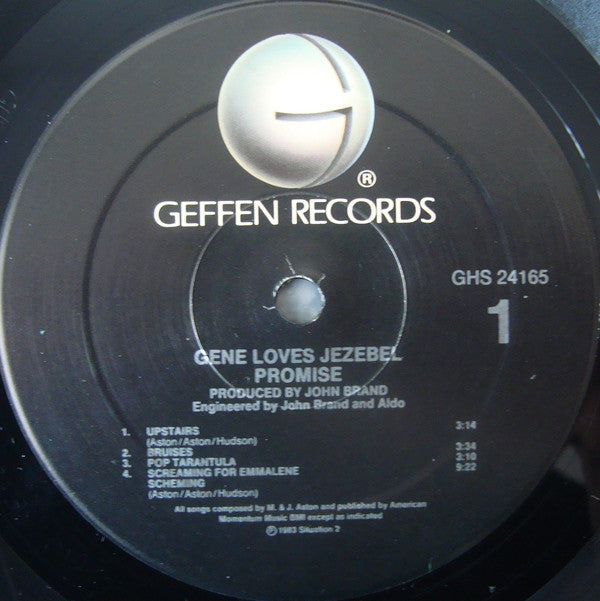 ®
GEFFEN RECORDS
GHS 24165
1
GENE LOVES JEZEBEL
PROMISE
PRODUCED BY JOHN BRAND
Engineered by John Brand and Aldo
1. UPSTAIRS 3:14
(Aston/Aston/Hudson)
2. BRUISES 3:34
3. POP TARANTULA 3:10
4. SCREAMING FOR EMMALENE 9:22
SCHEMING
(Aston/Aston/Hudson)
All songs composed by M. & J. Aston and published by American
Momentum Music BMI except as indicated
℗ 1983 Situation 2